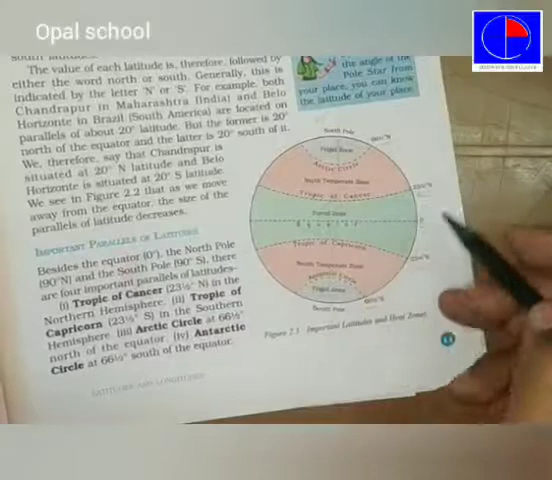 Opal school
The value of each latitude is, therefore, followed by
either the word north or south. Generally, this is
indicated by the letter 'N' or 'S'. For example, both
Chandrapur in Maharashtra (India) and Belo
Horizonte in Brazil (South America) are located on
parallels of about 20° latitude. But the former is 20°
north of the equator and the latter is 20° south of it.
We, therefore, say that Chandrapur is
situated at 20° N latitude and Belo
Horizonte is situated at 20° S latitude.
We see in Figure 2.2 that as we move
away from the equator, the size of the
parallels of latitude decreases.
IMPORTANT PARALLELS OF LATITUDES
Besides the equator (0°), the North Pole
(90°N) and the South Pole (90° S), there
are four important parallels of latitudes–
(i) Tropic of Cancer (23½° N) in the
Northern Hemisphere. (ii) Tropic of
Capricorn (23½° S) in the Southern
Hemisphere. (iii) Arctic Circle at 66½°
north of the equator. (iv) Antarctic
Circle at 66½° south of the equator.
LATITUDES AND LONGITUDES
the angle of the
Pole Star from
your place, you can know
the latitude of your place.
Frigid Zone
Arctic Circle
North Temperate Zone
Tropic of Cancer
Torrid Zone
Equator
Tropic of Capricorn
South Temperate Zone
Antarctic Circle
Frigid Zone
South Pole
Important Latitudes and Heat Zones